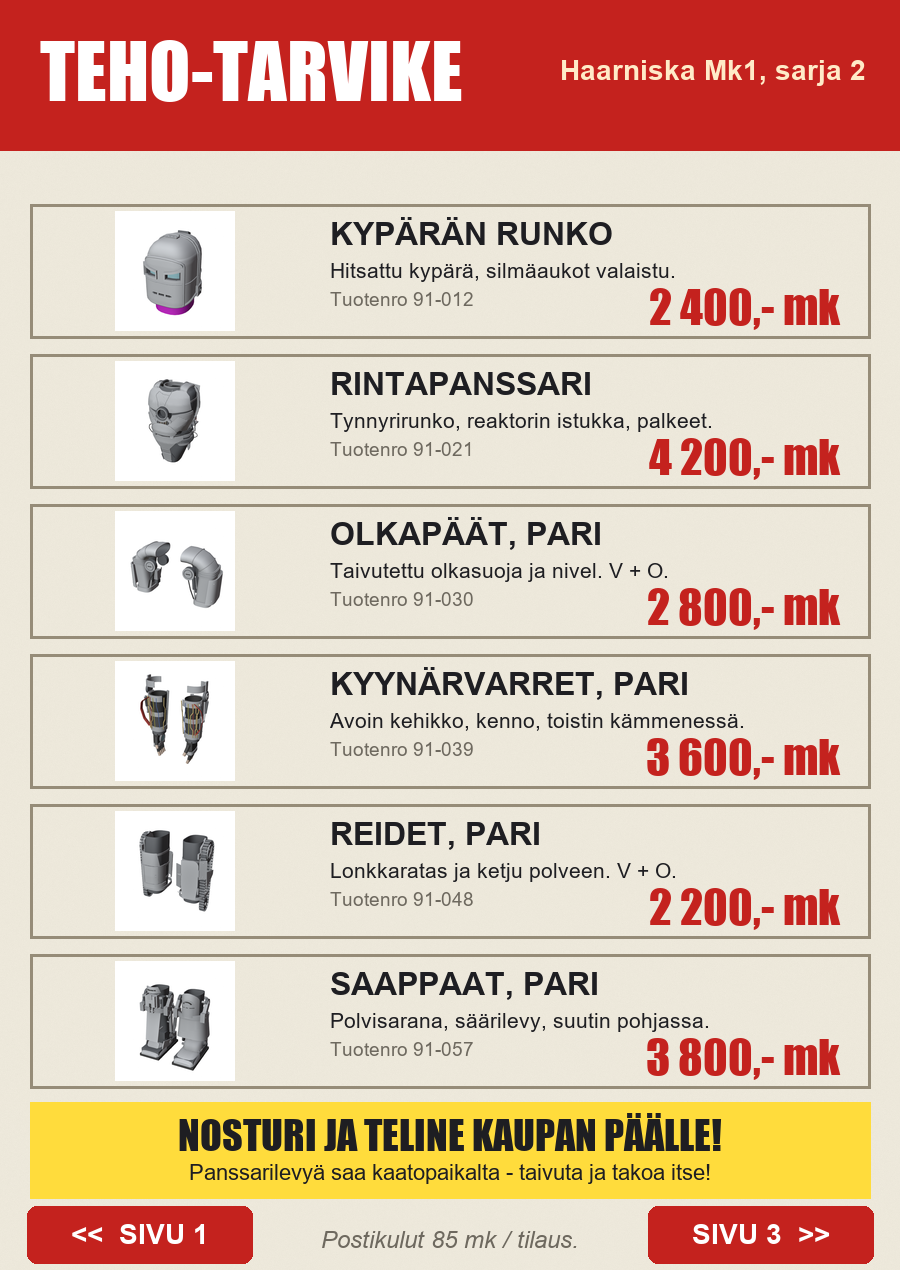 TEHO-TARVIKE
Haarniska Mk1, sarja 2
KYPÄRÄN RUNKO
Hitsattu kypärä, silmäaukot valaistu.
Tuotenro 91-012
2 400,- mk
RINTAPANSSARI
Tynnyrirunko, reaktorin istukka, palkeet.
Tuotenro 91-021
4 200,- mk
OLKAPÄÄT, PARI
Taivutettu olkasuoja ja nivel. V + O.
Tuotenro 91-030
2 800,- mk
KYYNÄRVARRET, PARI
Avoin kehikko, kenno, toistin kämmenessä.
Tuotenro 91-039
3 600,- mk
REIDET, PARI
Lonkkaratas ja ketju polveen. V + O.
Tuotenro 91-048
2 200,- mk
SAAPPAAT, PARI
Polvisarana, säärilevy, suutin pohjassa.
Tuotenro 91-057
3 800,- mk
NOSTURI JA TELINE KAUPAN PÄÄLLE!
Panssarilevyä saa kaatopaikalta - taivuta ja takoa itse!
<< SIVU 1
Postikulut 85 mk / tilaus.
SIVU 3 >>